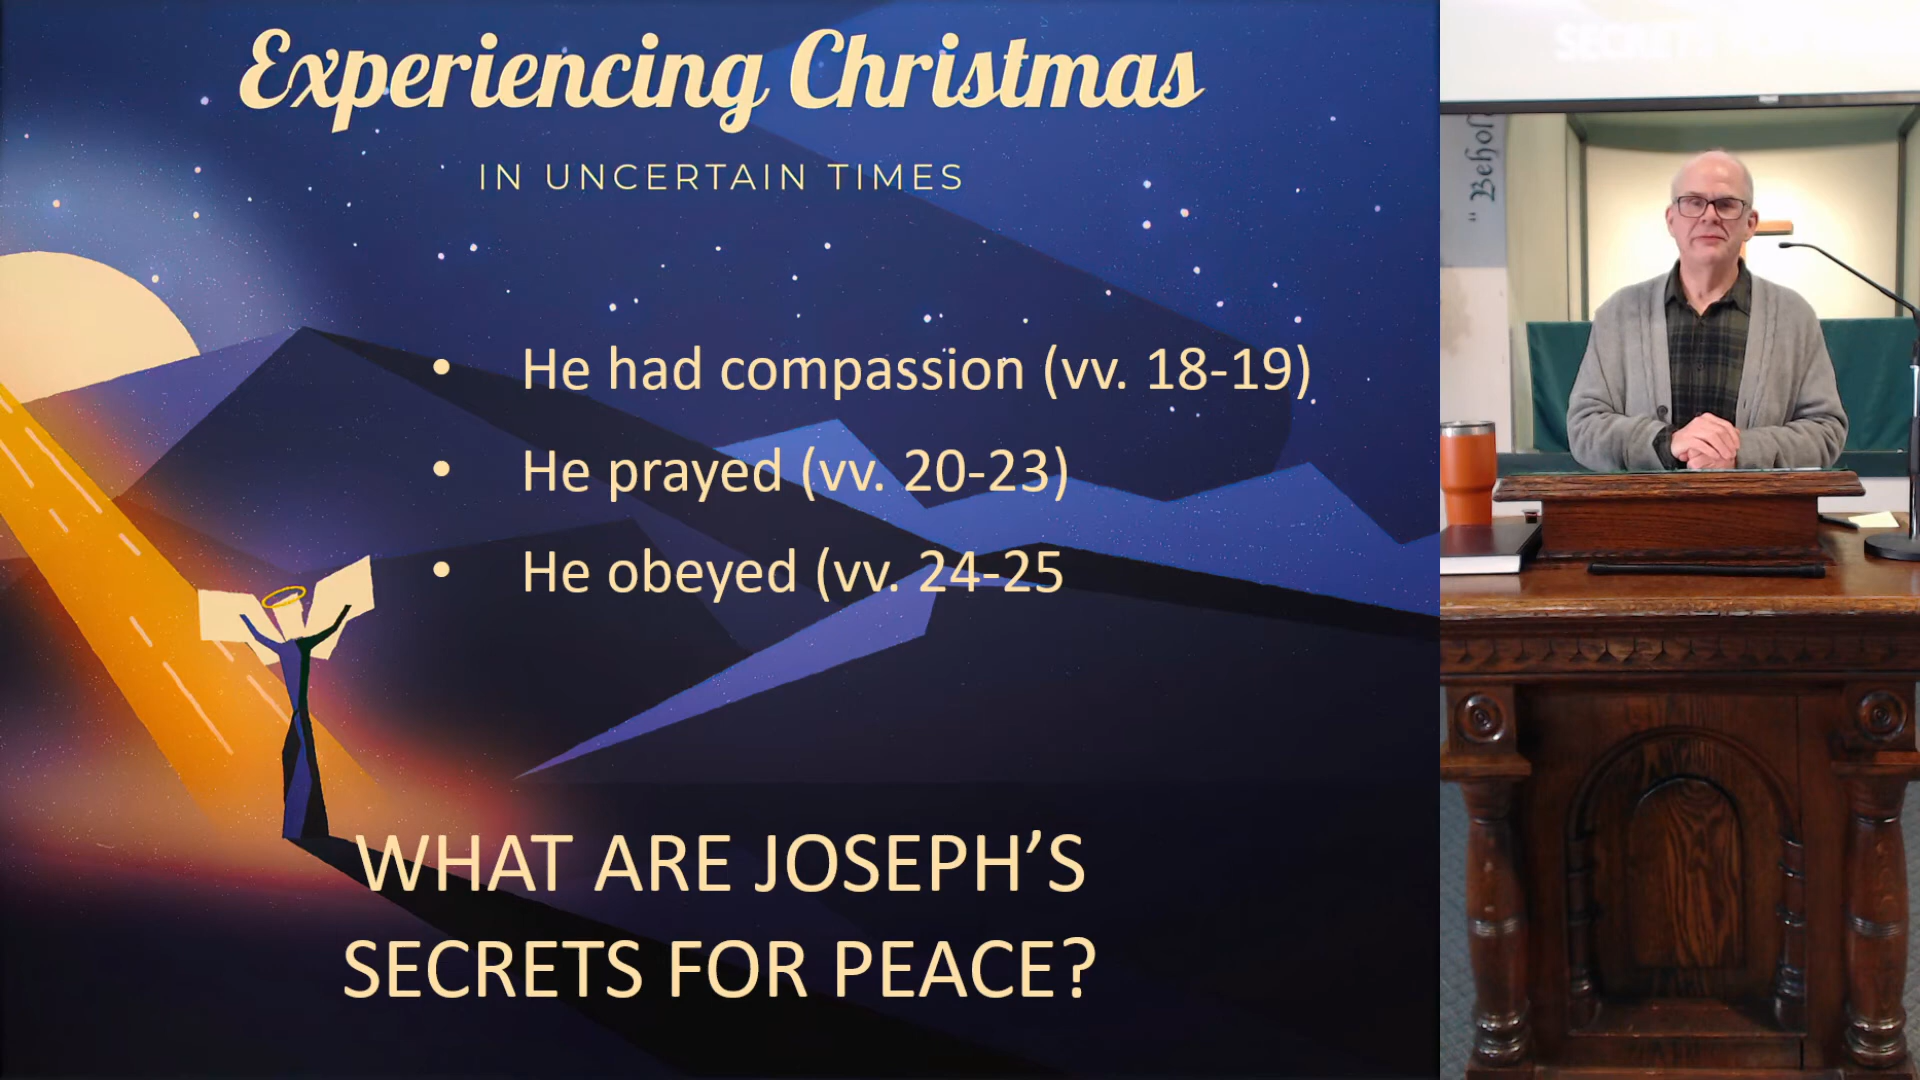 Experiencing Christmas
IN UNCERTAIN TIMES
• He had compassion (vv. 18-19)
• He prayed (vv. 20-23)
• He obeyed (vv. 24-25
WHAT ARE JOSEPH’S
SECRETS FOR PEACE?
SECRETS